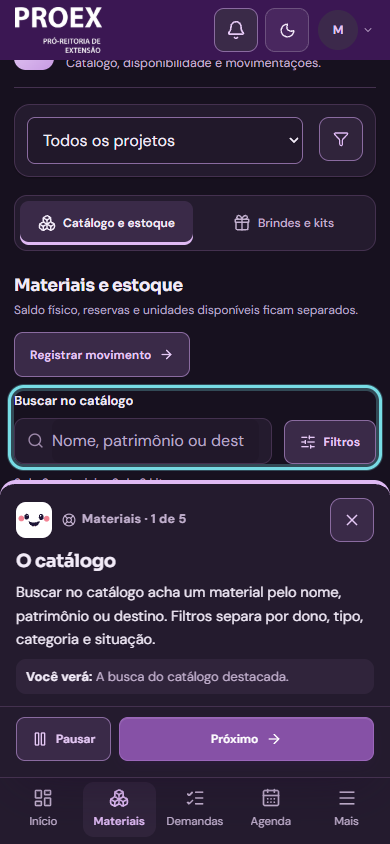 PROEX
PRÓ-REITORIA DE
EXTENSÃO
M
Catálogo, disponibilidade e movimentações.
Todos os projetos
Catálogo e estoque
Brindes e kits
Materiais e estoque
Saldo físico, reservas e unidades disponíveis ficam separados.
Registrar movimento
Buscar no catálogo
Nome, patrimônio ou dest
Filtros
Materiais · 1 de 5
O catálogo
Buscar no catálogo acha um material pelo nome,
patrimônio ou destino. Filtros separa por dono, tipo,
categoria e situação.
Você verá: A busca do catálogo destacada.
Pausar
Próximo
Início
Materiais
Demandas
Agenda
Mais